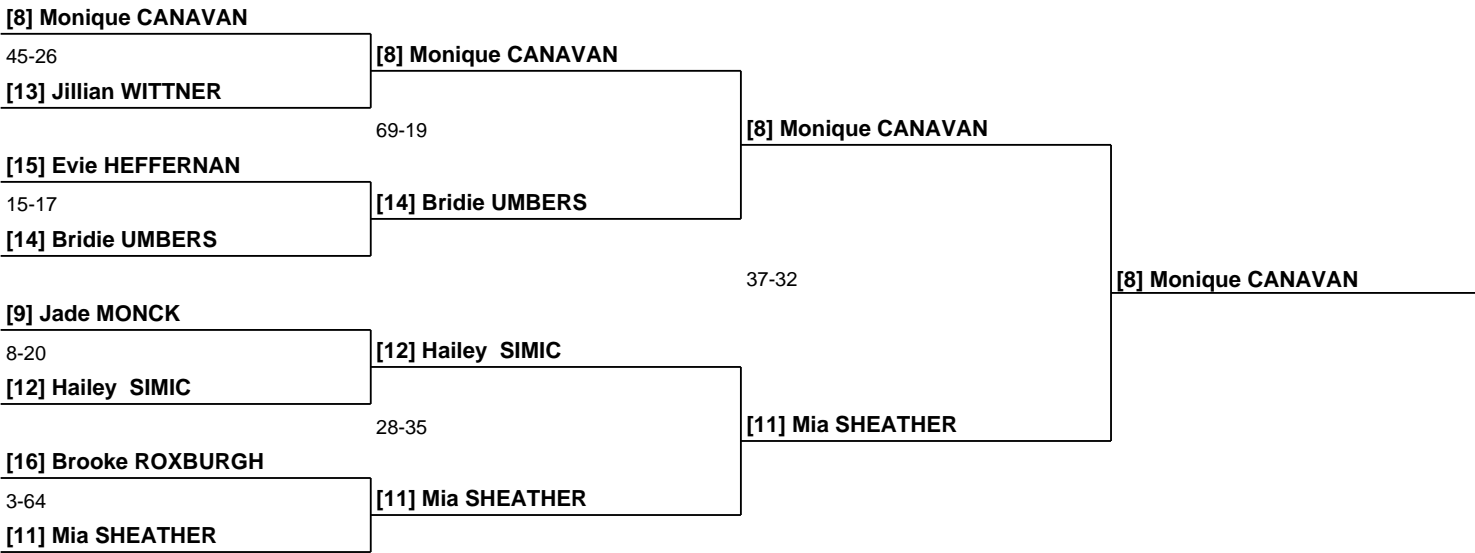 [8] Monique CANAVAN
45-26
[8] Monique CANAVAN
[13] Jillian WITTNER
69-19
[8] Monique CANAVAN
[15] Evie HEFFERNAN
15-17
[14] Bridie UMBERS
[14] Bridie UMBERS
37-32
[8] Monique CANAVAN
[9] Jade MONCK
8-20
[12] Hailey  SIMIC
[12] Hailey  SIMIC
28-35
[11] Mia SHEATHER
[16] Brooke ROXBURGH
3-64
[11] Mia SHEATHER
[11] Mia SHEATHER